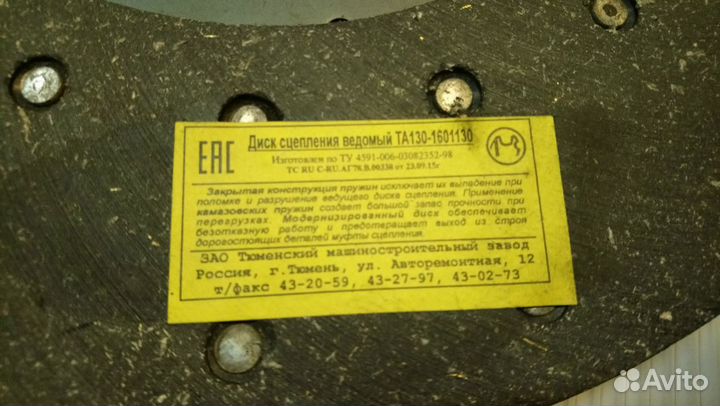 EAC
Диск сцепления ведомый ТА130-1601130
Изготовлен по ТУ 4591-006-03082352-98
ТС RU C-RU.АГ78.В.00338 от 23.09.15г
Закрытая конструкция пружин исключает их выпадение при
поломке и разрушение ведущего диска сцепления. Применение
камазовских пружин создает большой запас прочности при
перегрузках. Модернизированный диск обеспечивает
безотказную работу и предотвращает выход из строя
дорогостоящих деталей муфты сцепления.
ЗАО Тюменский машиностроительный завод
Россия, г.Тюмень, ул. Авторемонтная, 12
т/факс 43-20-59, 43-27-97, 43-02-73
Avito